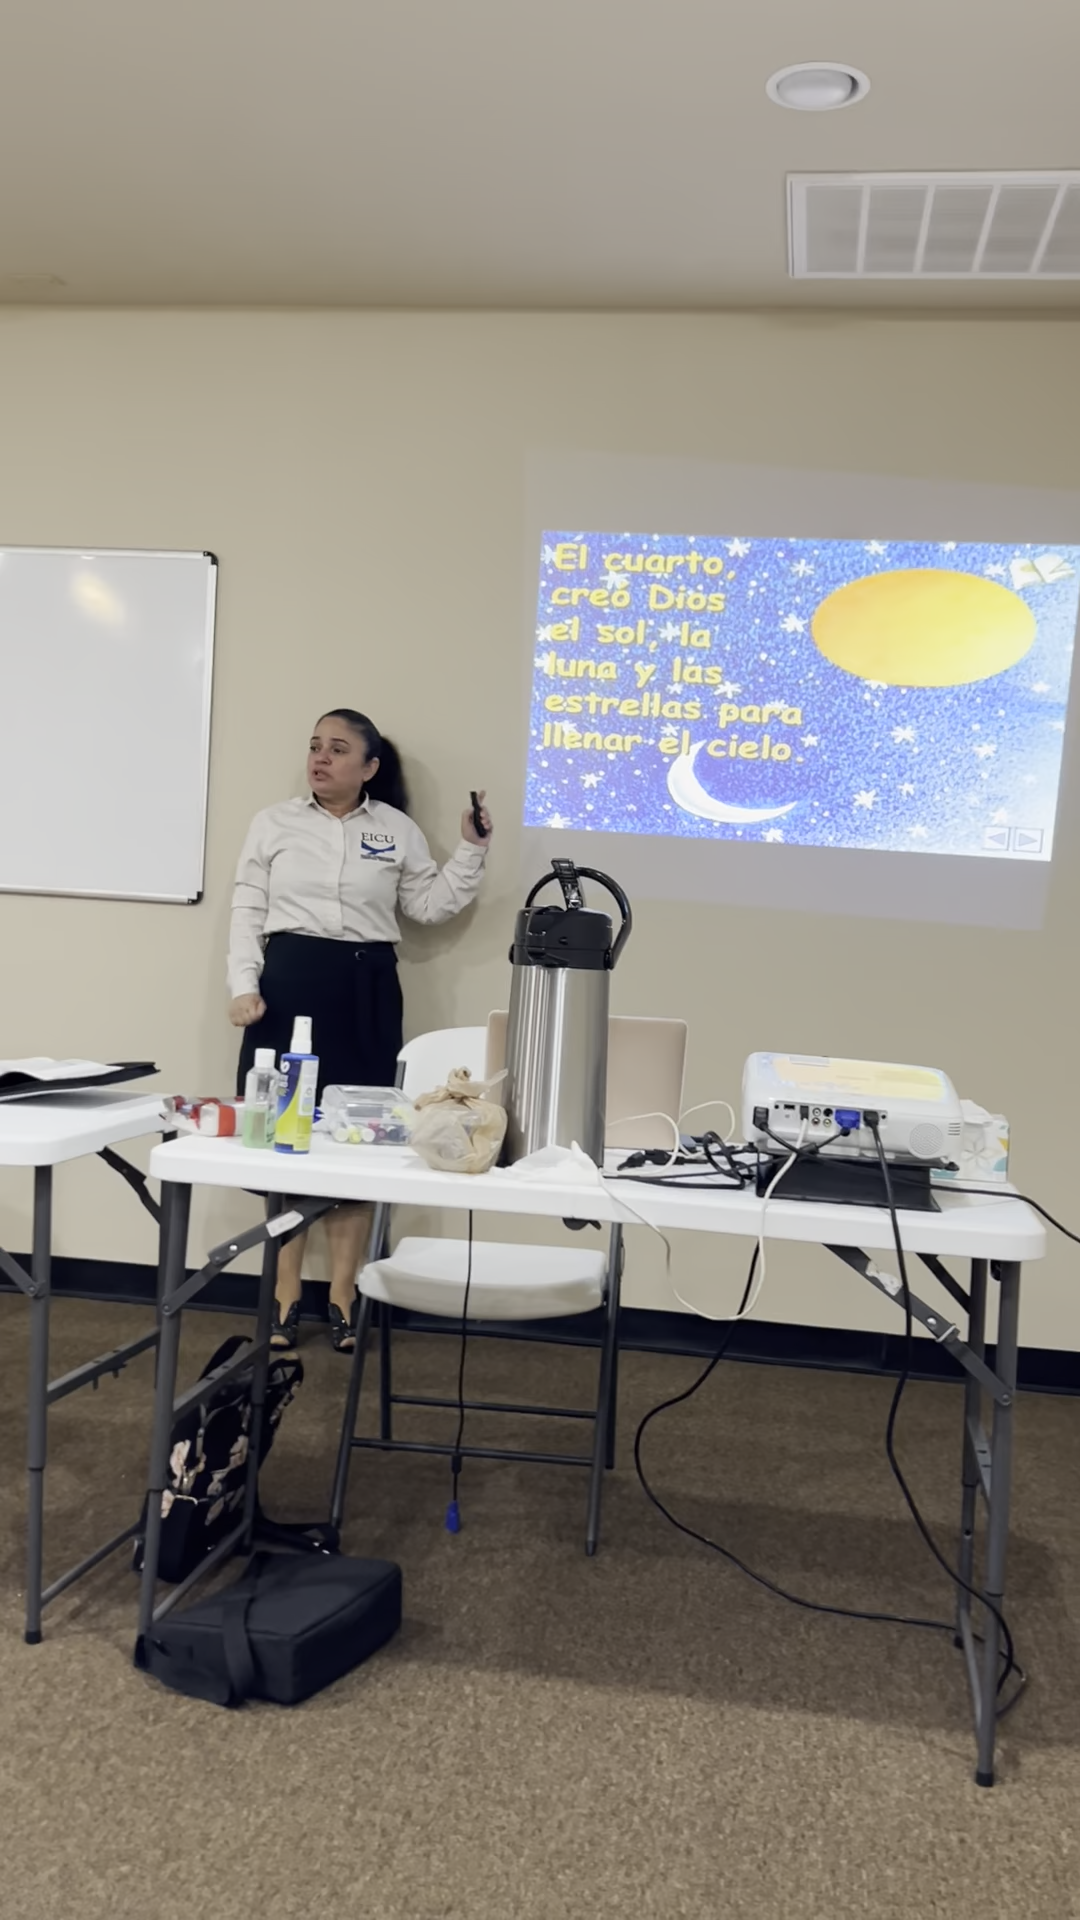 El cuarto,
creó Dios
el sol, la
luna y las
estrellas para
llenar el cielo.
EICU